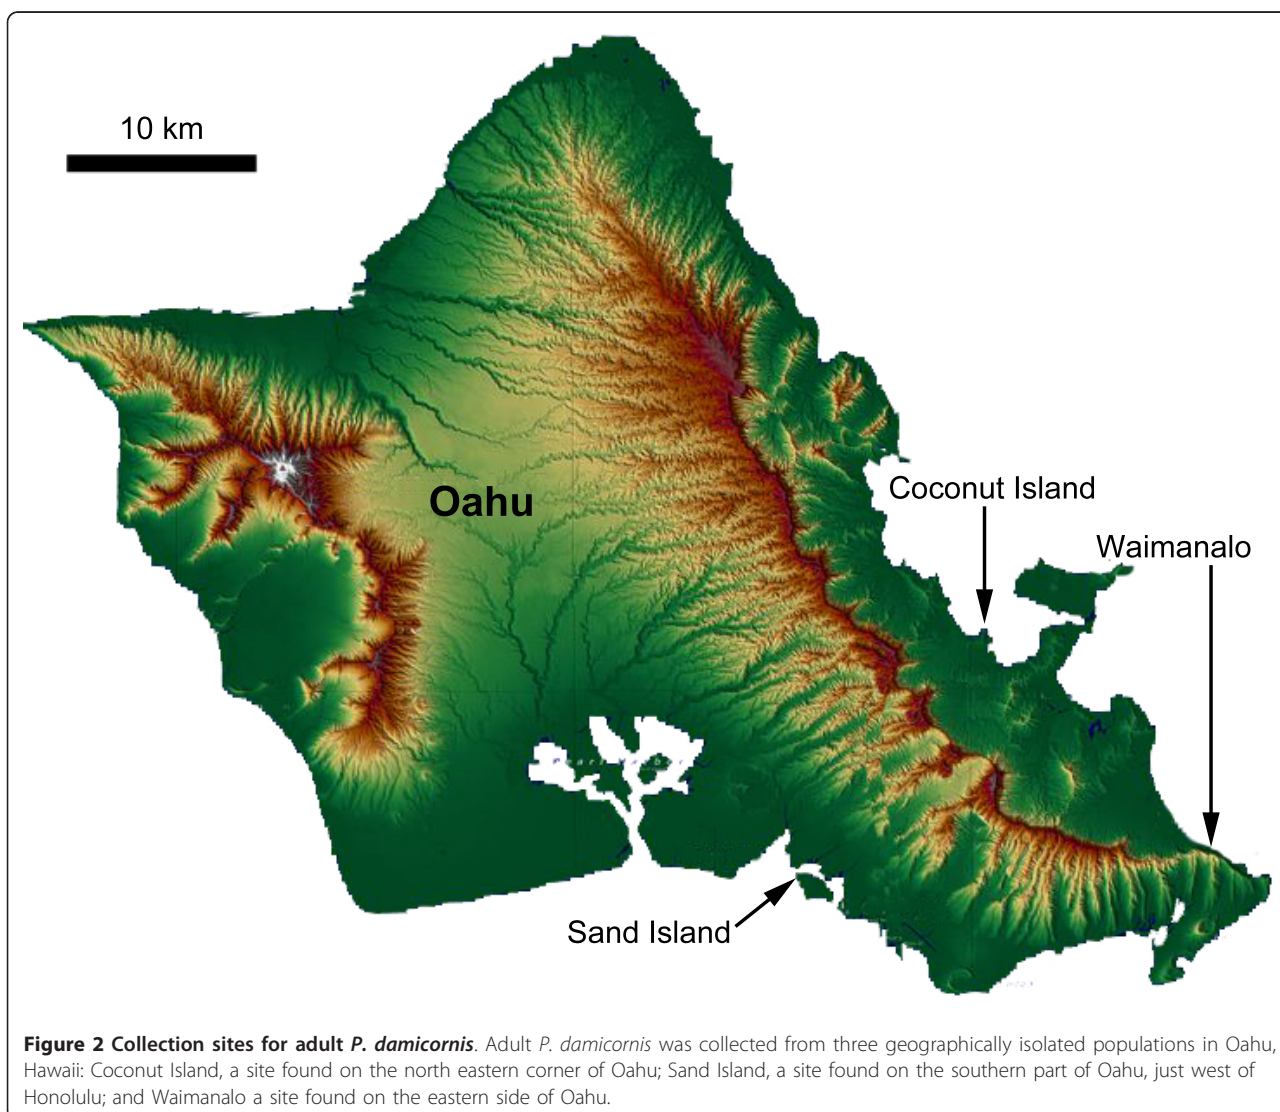 10 km
Oahu
Coconut Island
Waimanalo
Pearl Harbor
Sand Island
Figure 2 Collection sites for adult P. damicornis. Adult P. damicornis was collected from three geographically isolated populations in Oahu,
Hawaii: Coconut Island, a site found on the north eastern corner of Oahu; Sand Island, a site found on the southern part of Oahu, just west of
Honolulu; and Waimanalo a site found on the eastern side of Oahu.